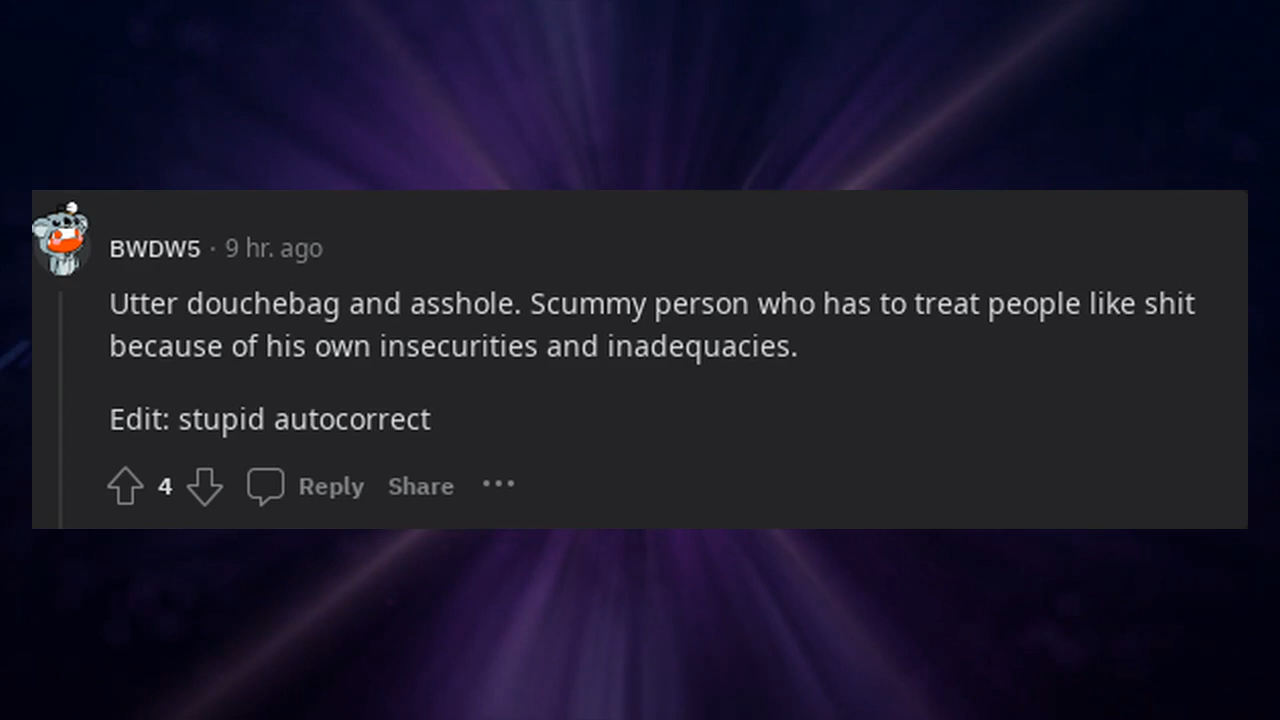 BWDW5 · 9 hr. ago
Utter douchebag and asshole. Scummy person who has to treat people like shit
because of his own insecurities and inadequacies.
Edit: stupid autocorrect
4 Reply Share •••